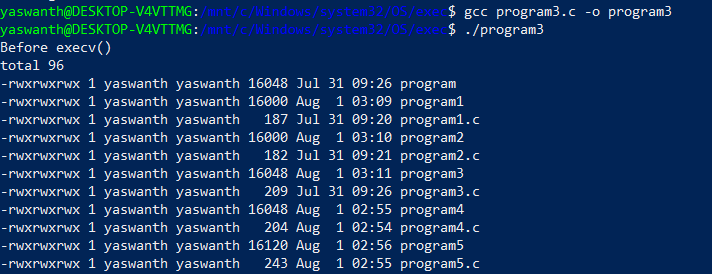 yaswanth@DESKTOP-V4VTTMG:/mnt/c/Windows/system32/OS/exec$ gcc program3.c -o program3
yaswanth@DESKTOP-V4VTTMG:/mnt/c/Windows/system32/OS/exec$ ./program3
Before execv()
total 96
-rwxrwxrwx 1 yaswanth yaswanth 16048 Jul 31 09:26 program
-rwxrwxrwx 1 yaswanth yaswanth 16000 Aug  1 03:09 program1
-rwxrwxrwx 1 yaswanth yaswanth   187 Jul 31 09:20 program1.c
-rwxrwxrwx 1 yaswanth yaswanth 16000 Aug  1 03:10 program2
-rwxrwxrwx 1 yaswanth yaswanth   182 Jul 31 09:21 program2.c
-rwxrwxrwx 1 yaswanth yaswanth 16048 Aug  1 03:11 program3
-rwxrwxrwx 1 yaswanth yaswanth   209 Jul 31 09:26 program3.c
-rwxrwxrwx 1 yaswanth yaswanth 16048 Aug  1 02:55 program4
-rwxrwxrwx 1 yaswanth yaswanth   204 Aug  1 02:54 program4.c
-rwxrwxrwx 1 yaswanth yaswanth 16120 Aug  1 02:56 program5
-rwxrwxrwx 1 yaswanth yaswanth   243 Aug  1 02:55 program5.c